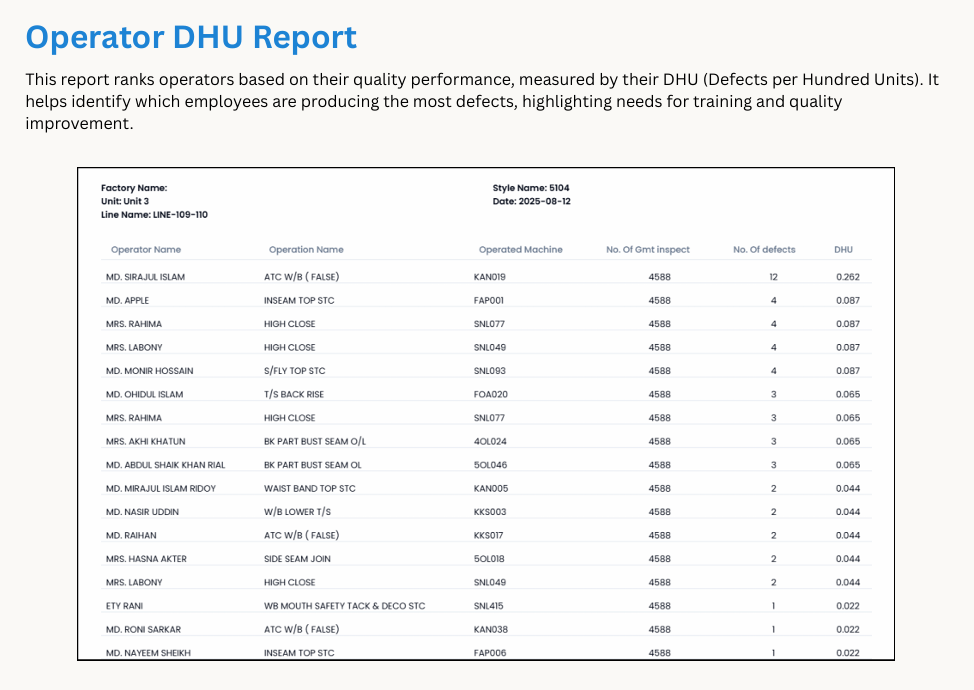 Operator DHU Report
This report ranks operators based on their quality performance, measured by their DHU (Defects per Hundred Units). It
helps identify which employees are producing the most defects, highlighting needs for training and quality
improvement.
Factory Name: Style Name: 5104
Unit: Unit 3 Date: 2025-08-12
Line Name: LINE-109-110
Operator Name Operation Name Operated Machine No. Of Gmt inspect No. Of defects DHU
MD. SIRAJUL ISLAM ATC W/B ( FALSE) KAN019 4588 12 0.262
MD. APPLE INSEAM TOP STC FAP001 4588 4 0.087
MRS. RAHIMA HIGH CLOSE SNL077 4588 4 0.087
MRS. LABONY HIGH CLOSE SNL049 4588 4 0.087
MD. MONIR HOSSAIN S/FLY TOP STC SNL093 4588 4 0.087
MD. OHIDUL ISLAM T/S BACK RISE FOA020 4588 3 0.065
MRS. RAHIMA HIGH CLOSE SNL077 4588 3 0.065
MRS. AKHI KHATUN BK PART BUST SEAM O/L 4OL024 4588 3 0.065
MD. ABDUL SHAIK KHAN RIAL BK PART BUST SEAM OL 5OL046 4588 3 0.065
MD. MIRAJUL ISLAM RIDOY WAIST BAND TOP STC KAN005 4588 2 0.044
MD. NASIR UDDIN W/B LOWER T/S KKS003 4588 2 0.044
MD. RAIHAN ATC W/B ( FALSE) KKS017 4588 2 0.044
MRS. HASNA AKTER SIDE SEAM JOIN 5OL018 4588 2 0.044
MRS. LABONY HIGH CLOSE SNL049 4588 2 0.044
ETY RANI WB MOUTH SAFETY TACK & DECO STC SNL415 4588 1 0.022
MD. RONI SARKAR ATC W/B ( FALSE) KAN038 4588 1 0.022
MD. NAYEEM SHEIKH INSEAM TOP STC FAP006 4588 1 0.022